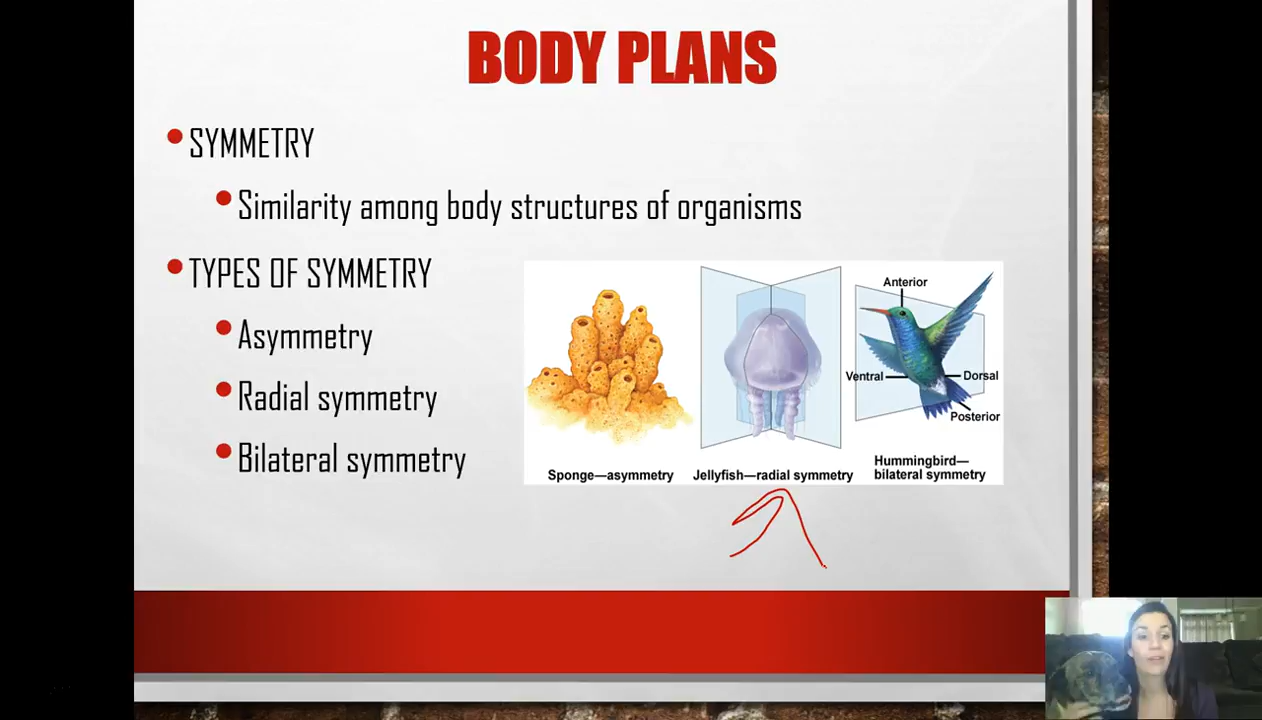 BODY PLANS
SYMMETRY
Similarity among body structures of organisms
TYPES OF SYMMETRY
Asymmetry
Radial symmetry
Bilateral symmetry
Anterior
Ventral
Dorsal
Posterior
Sponge—asymmetry
Jellyfish—radial symmetry
Hummingbird—
bilateral symmetry